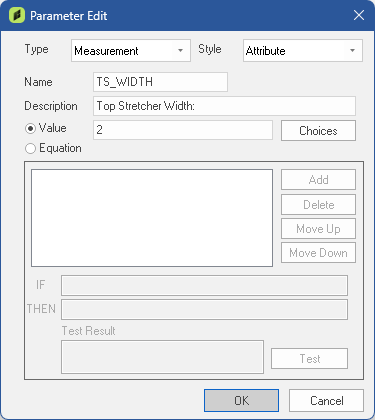 Parameter Edit
Type Measurement Style Attribute
Name TS_WIDTH
Description Top Stretcher Width:
Value 2 Choices
Equation
Add
Delete
Move Up
Move Down
IF
THEN
Test Result
Test
OK Cancel